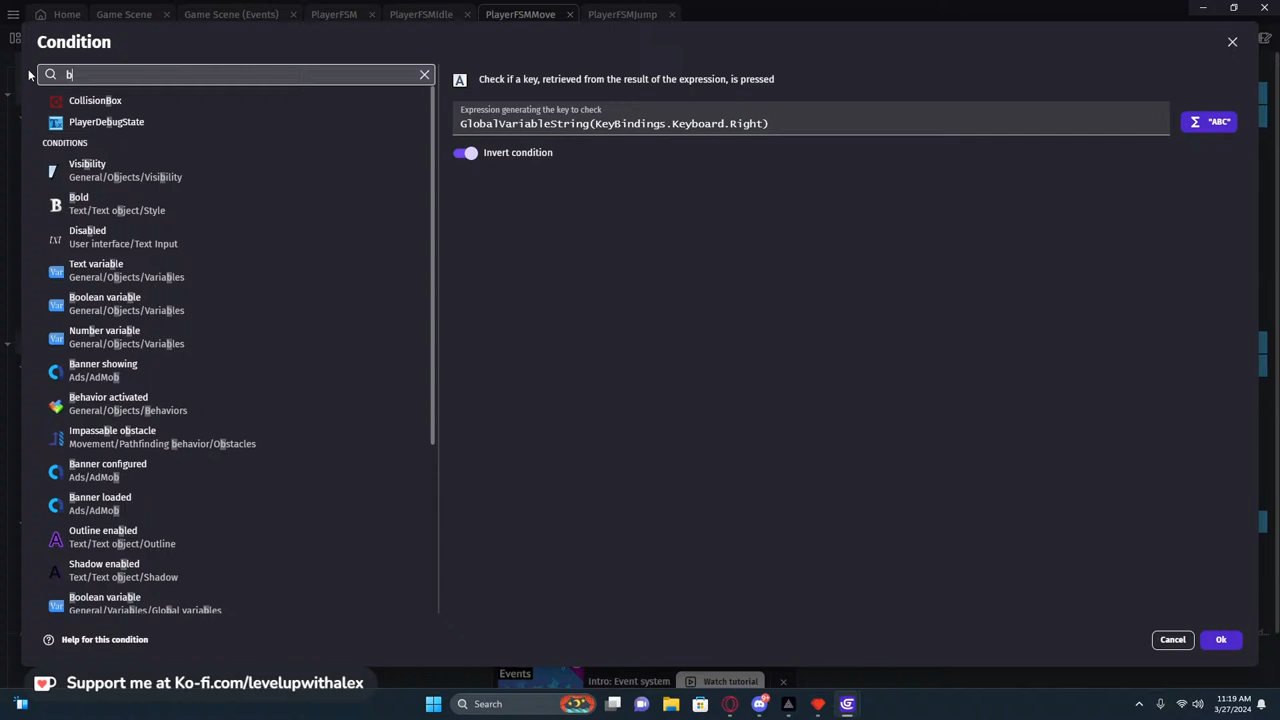 Home
Game Scene
Game Scene (Events)
PlayerFSM
PlayerFSMIdle
PlayerFSMMove
PlayerFSMJump
Condition
b
CollisionBox
PlayerDebugState
CONDITIONS
Visibility
General/Objects/Visibility
Bold
Text/Text object/Style
Disabled
User interface/Text Input
Text variable
General/Objects/Variables
Boolean variable
General/Objects/Variables
Number variable
General/Objects/Variables
Banner showing
Ads/AdMob
Behavior activated
General/Objects/Behaviors
Impassable obstacle
Movement/Pathfinding behavior/Obstacles
Banner configured
Ads/AdMob
Banner loaded
Ads/AdMob
Outline enabled
Text/Text object/Outline
Shadow enabled
Text/Text object/Shadow
Boolean variable
General/Variables/Global variables
Check if a key, retrieved from the result of the expression, is pressed
Expression generating the key to check
GlobalVariableString(KeyBindings.Keyboard.Right)
Σ "ABC"
Invert condition
Help for this condition
Cancel
Ok
Events
Intro: Event system
Watch tutorial
Support me at Ko-fi.com/levelupwithalex
Search
11:19 AM
3/27/2024